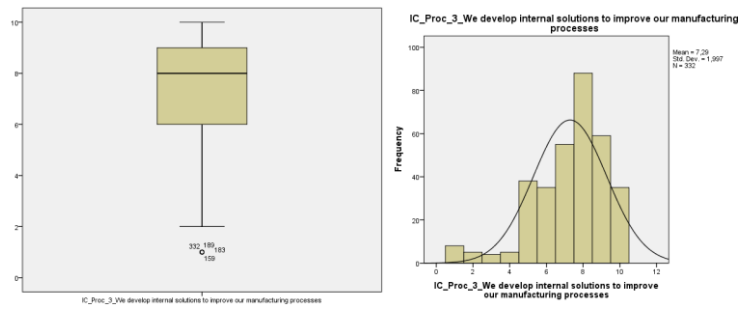 10
8
6
4
2
0
332 189 183
159
IC_Proc_3_We develop internal solutions to improve our manufacturing processes
IC_Proc_3_We develop internal solutions to improve our manufacturing
processes
Mean = 7,29
Std. Dev. = 1,997
N = 332
Frequency
100
80
60
40
20
0
0 2 4 6 8 10 12
IC_Proc_3_We develop internal solutions to improve
our manufacturing processes